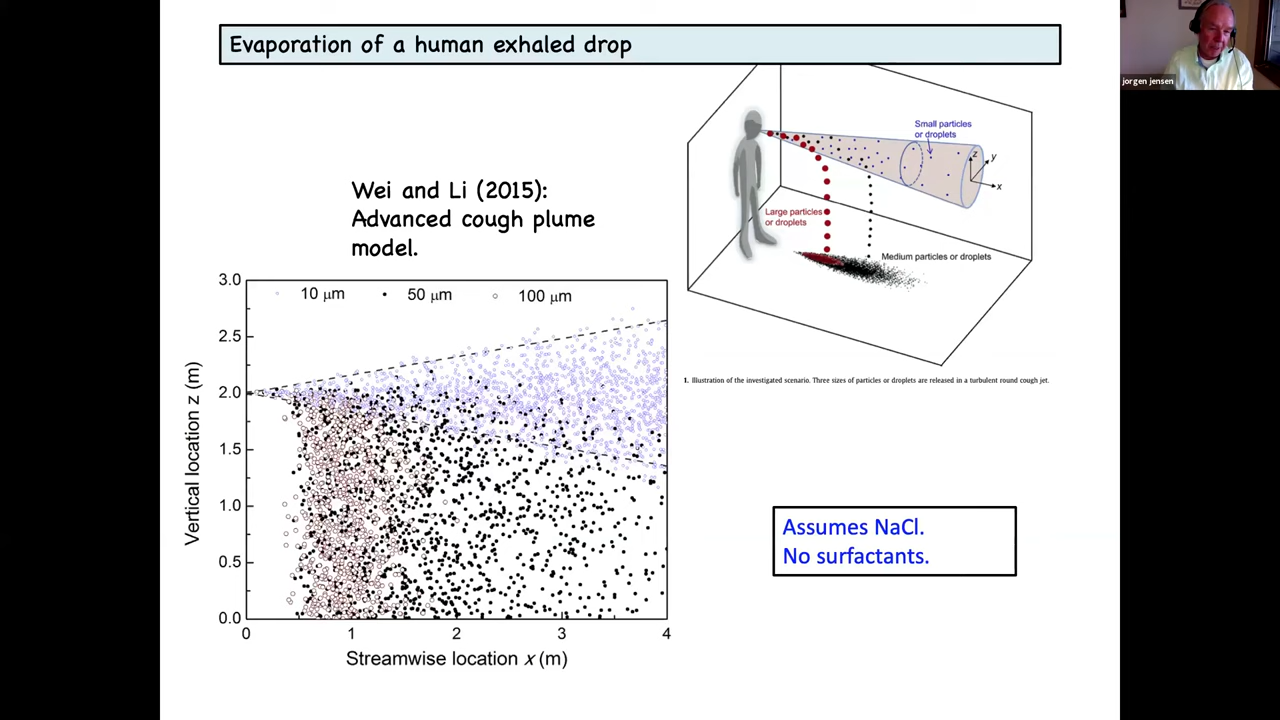 Evaporation of a human exhaled drop
jorgen jensen
Small particles
or droplets
z
y
x
Large particles
or droplets
Medium particles or droplets
Wei and Li (2015):
Advanced cough plume
model.
1. Illustration of the investigated scenario. Three sizes of particles or droplets are released in a turbulent round cough jet.
10 μm
50 μm
100 μm
3.0
2.5
2.0
1.5
1.0
0.5
0.0
Vertical location z (m)
0
1
2
3
4
Streamwise location x (m)
Assumes NaCl.
No surfactants.